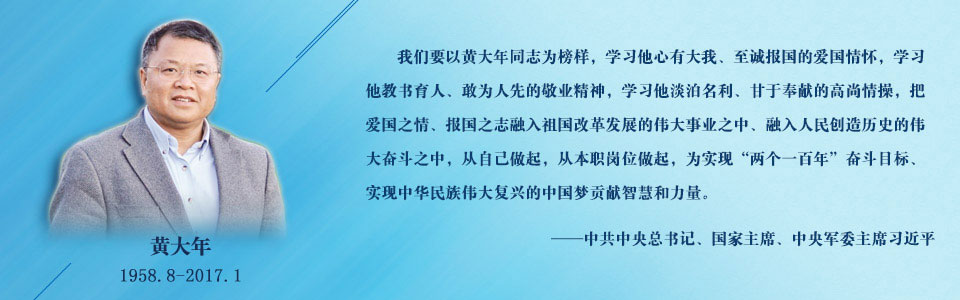 我们要以黄大年同志为榜样，学习他心有大我、至诚报国的爱国情怀，学习
他教书育人、敢为人先的敬业精神，学习他淡泊名利、甘于奉献的高尚情操，把
爱国之情、报国之志融入祖国改革发展的伟大事业之中、融入人民创造历史的伟
大奋斗之中，从自己做起，从本职岗位做起，为实现“两个一百年”奋斗目标、
实现中华民族伟大复兴的中国梦贡献智慧和力量。
——中共中央总书记、国家主席、中央军委主席习近平
黄大年
1958.8-2017.1